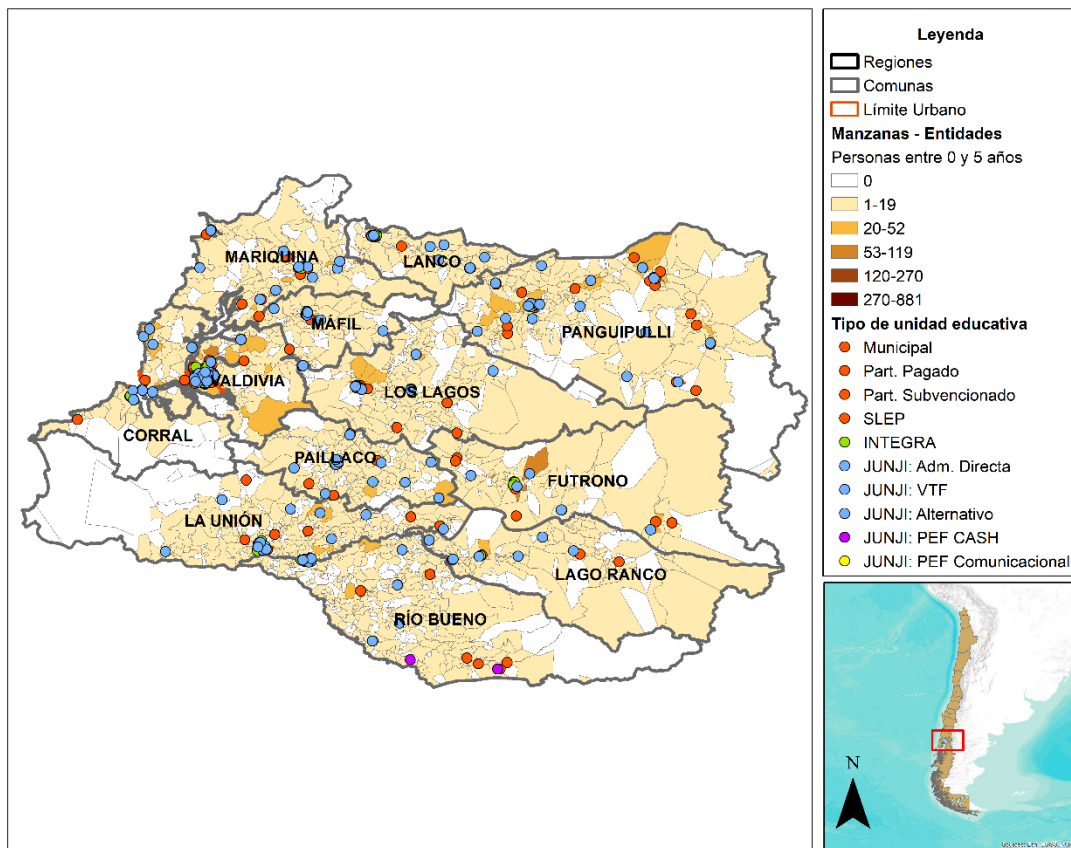 MARIQUINA
LANCO
MÁFIL
PANGUIPULLI
VALDIVIA
LOS LAGOS
CORRAL
PAILLACO
FUTRONO
LA UNIÓN
LAGO RANCO
RÍO BUENO
Leyenda
Regiones
Comunas
Límite Urbano
Manzanas - Entidades
Personas entre 0 y 5 años
0
1-19
20-52
53-119
120-270
270-881
Tipo de unidad educativa
Municipal
Part. Pagado
Part. Subvencionado
SLEP
INTEGRA
JUNJI: Adm. Directa
JUNJI: VTF
JUNJI: Alternativo
JUNJI: PEF CASH
JUNJI: PEF Comunicacional
N